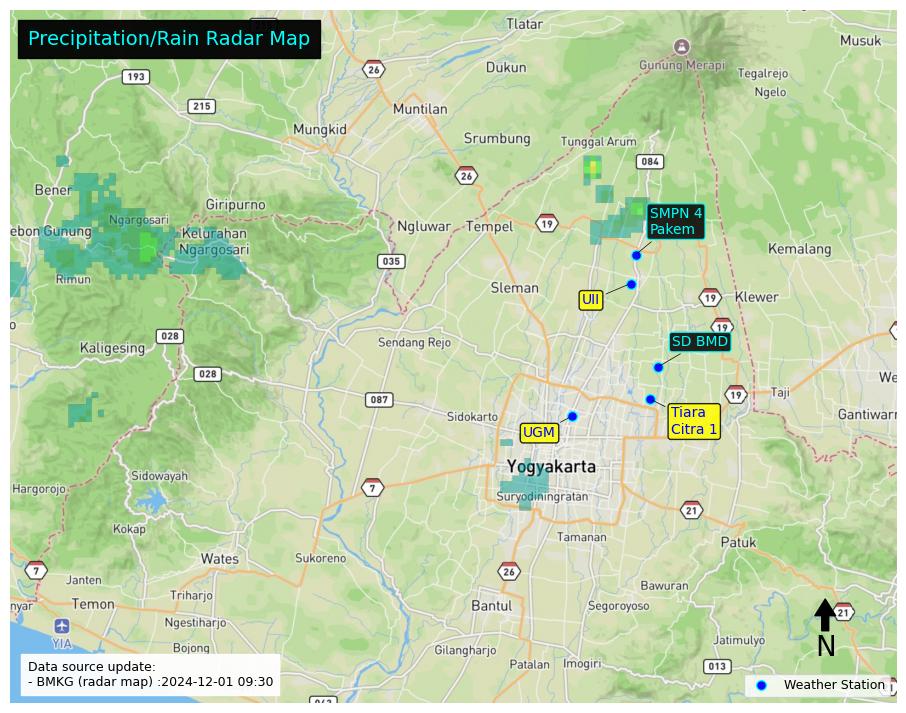 Precipitation/Rain Radar Map
Tlatar
Musuk
26
Gunung Merapi
193
Dukun
Tegalrejo
Ngelo
215
Muntilan
Mungkid
Srumbung
Tunggal Arum
084
26
Bener
Giripurno
SMPN 4
Pakem
Ngargosari
Ngluwar
Tempel
19
ebon Gunung
Kelurahan
Ngargosari
Kemalang
035
Rimun
Sleman
UII
19
Klewer
19
028
Sendang Rejo
SD BMD
Kaligesing
028
We
087
19
Taji
Sidokarto
Tiara
Citra 1
Gantiwarn
UGM
Yogyakarta
Sidowayah
Hargorojo
7
Suryodiningratan
21
Kokap
Tamanan
Patuk
Wates
Sukoreno
7
26
Janten
Bawuran
Triharjo
nyar
Temon
Bantul
Segoroyoso
21
Ngestiharjo
YIA
Jatimulyo
N
Bojong
Gilangharjo
Patalan
Imogiri
013
Data source update:
- BMKG (radar map) :2024-12-01 09:30
Weather Station